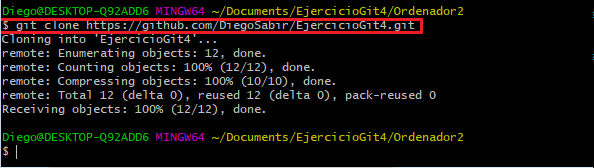 Diego@DESKTOP-Q92ADD6 MINGW64 ~/Documents/EjercicioGit4/Ordenador2
$ git clone https://github.com/DiegoSabir/EjercicioGit4.git
Cloning into 'EjercicioGit4'...
remote: Enumerating objects: 12, done.
remote: Counting objects: 100% (12/12), done.
remote: Compressing objects: 100% (10/10), done.
remote: Total 12 (delta 0), reused 12 (delta 0), pack-reused 0
Receiving objects: 100% (12/12), done.
Diego@DESKTOP-Q92ADD6 MINGW64 ~/Documents/EjercicioGit4/Ordenador2
$